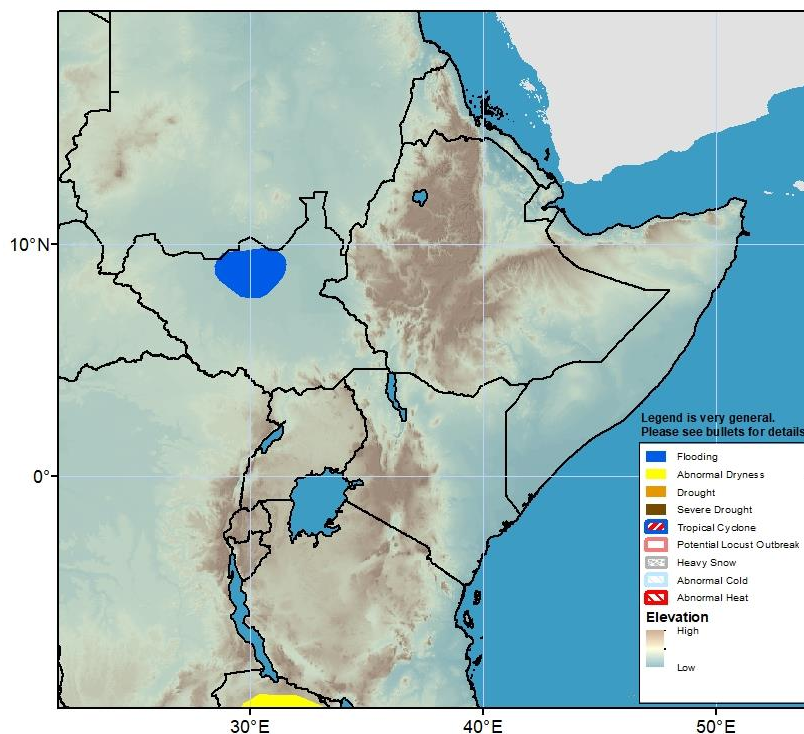 10°N
0°
Legend is very general.
Please see bullets for details
Flooding
Abnormal Dryness
Drought
Severe Drought
Tropical Cyclone
Potential Locust Outbreak
Heavy Snow
Abnormal Cold
Abnormal Heat
Elevation
High
Low
30°E
40°E
50°E